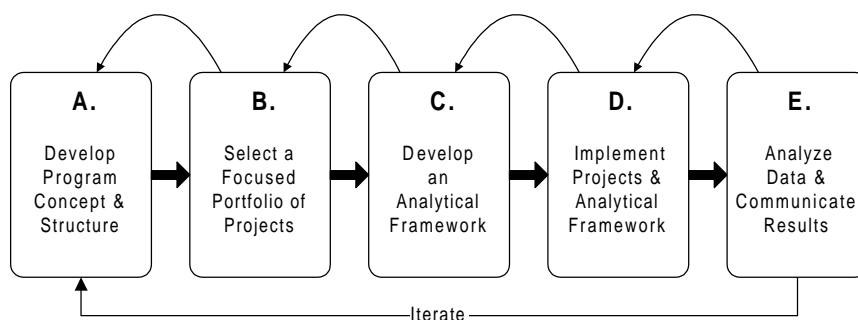 A.
Develop
Program
Concept &
Structure
B.
Select a
Focused
Portfolio of
Projects
C.
Develop
an
Analytical
Framework
D.
Implement
Projects &
Analytical
Framework
E.
Analyze
Data &
Communicate
Results
Iterate